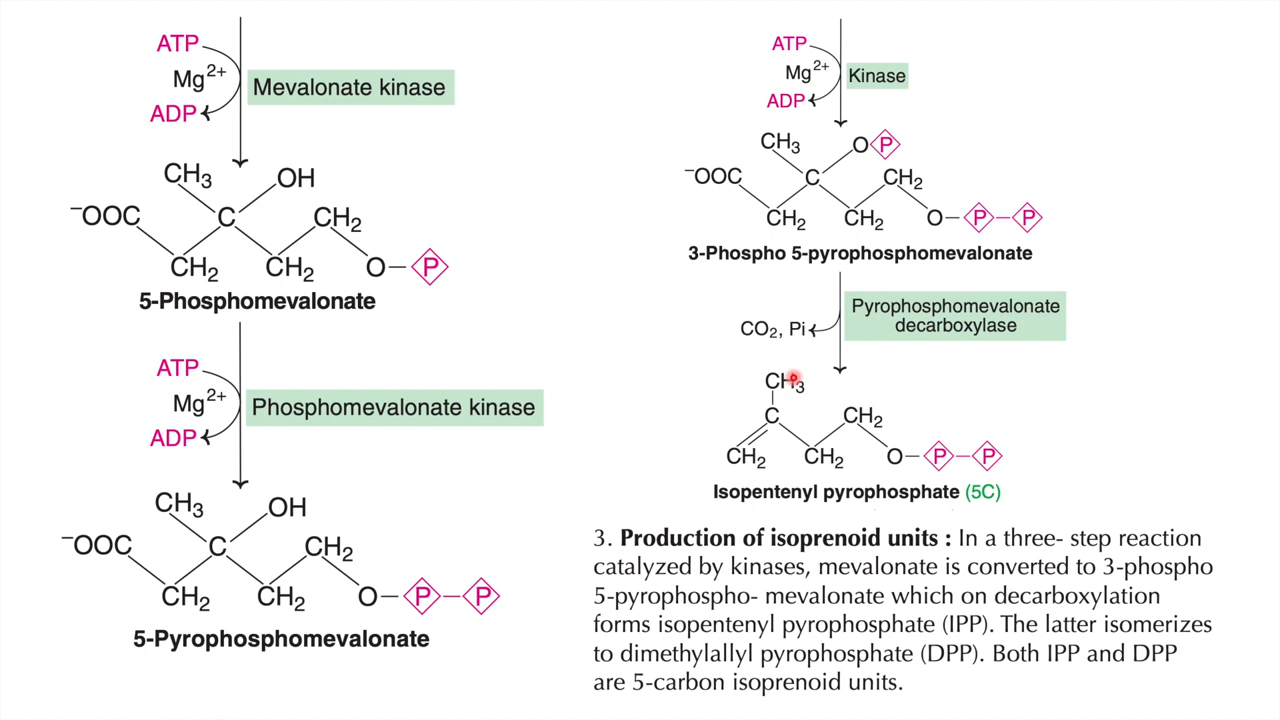 ATP
Mg2+
Mevalonate kinase
ADP
CH3
OH
⁻OOC
C
CH2
CH2
CH2
O
P
5-Phosphomevalonate
ATP
Mg2+
Phosphomevalonate kinase
ADP
CH3
OH
⁻OOC
C
CH2
CH2
CH2
O
P
P
5-Pyrophosphomevalonate
ATP
Mg2+
Kinase
ADP
CH3
O
P
⁻OOC
C
CH2
CH2
CH2
O
P
P
3-Phospho 5-pyrophosphomevalonate
Pyrophosphomevalonate
decarboxylase
CO2, Pi
CH3
C
CH2
CH2
CH2
O
P
P
Isopentenyl pyrophosphate (5C)
3. Production of isoprenoid units : In a three- step reaction
catalyzed by kinases, mevalonate is converted to 3-phospho
5-pyrophospho- mevalonate which on decarboxylation
forms isopentenyl pyrophosphate (IPP). The latter isomerizes
to dimethylallyl pyrophosphate (DPP). Both IPP and DPP
are 5-carbon isoprenoid units.